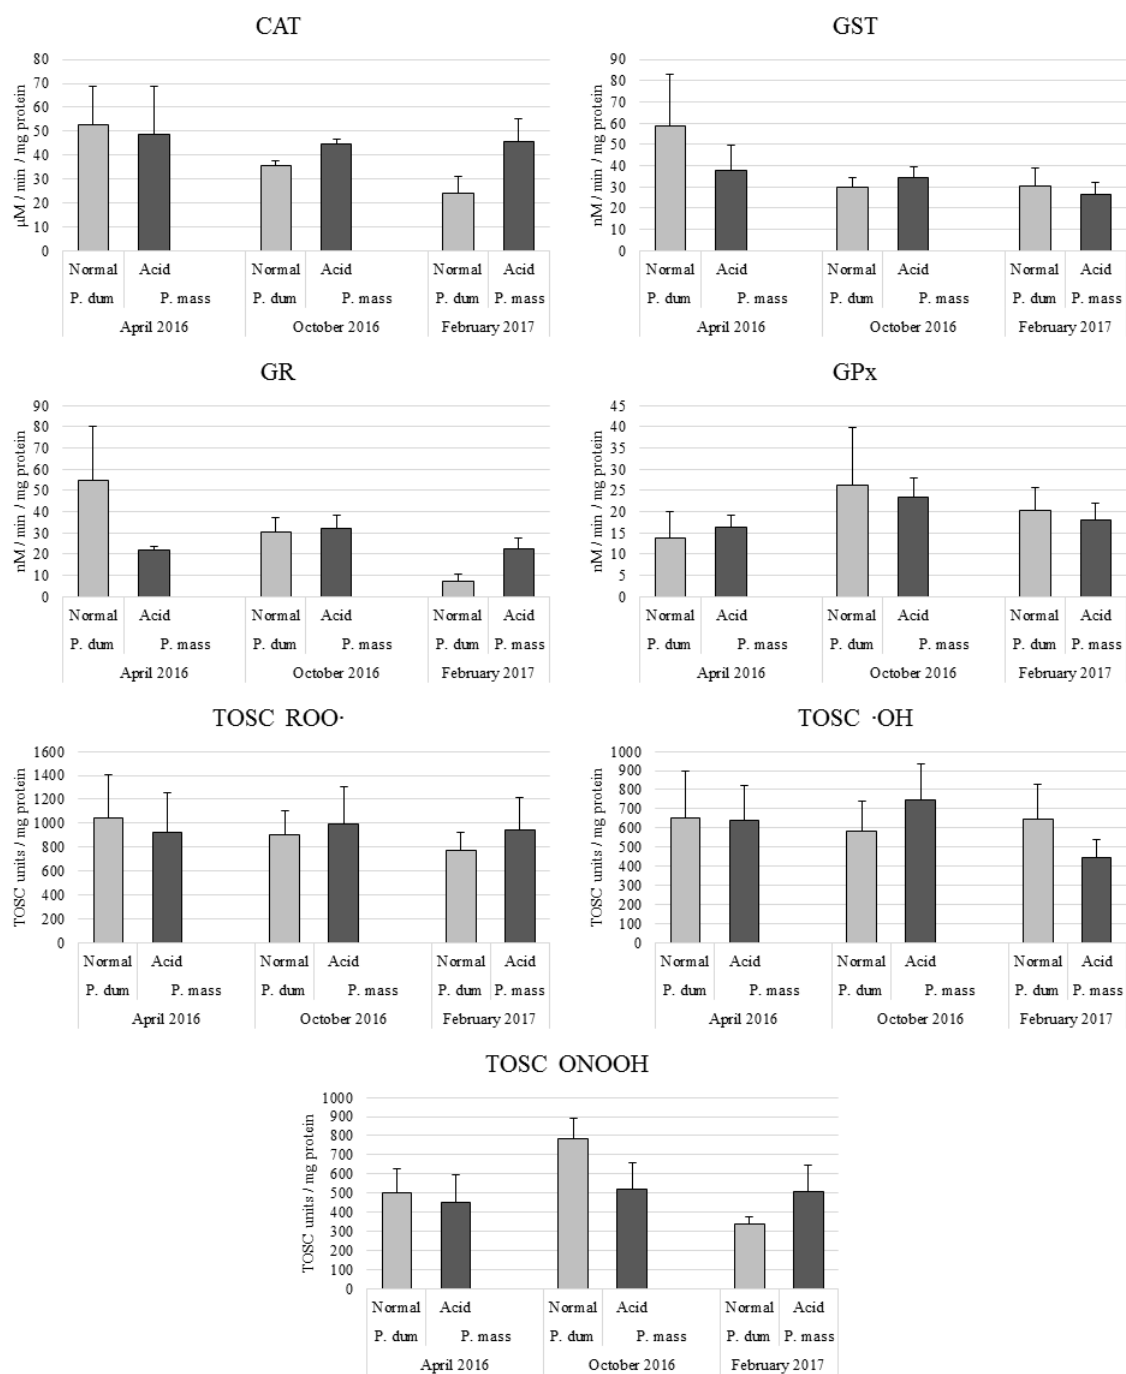 CAT
µM / min / mg protein
80
70
60
50
40
30
20
10
0
Normal Acid Normal Acid Normal Acid
P. dum P. mass P. dum P. mass P. dum P. mass
April 2016 October 2016 February 2017
GST
nM / min / mg protein
90
80
70
60
50
40
30
20
10
0
Normal Acid Normal Acid Normal Acid
P. dum P. mass P. dum P. mass P. dum P. mass
April 2016 October 2016 February 2017
GR
nM / min / mg protein
90
80
70
60
50
40
30
20
10
0
Normal Acid Normal Acid Normal Acid
P. dum P. mass P. dum P. mass P. dum P. mass
April 2016 October 2016 February 2017
GPx
nM / min / mg protein
45
40
35
30
25
20
15
10
5
0
Normal Acid Normal Acid Normal Acid
P. dum P. mass P. dum P. mass P. dum P. mass
April 2016 October 2016 February 2017
TOSC ROO·
TOSC units / mg protein
1600
1400
1200
1000
800
600
400
200
0
Normal Acid Normal Acid Normal Acid
P. dum P. mass P. dum P. mass P. dum P. mass
April 2016 October 2016 February 2017
TOSC ·OH
TOSC units / mg protein
1000
900
800
700
600
500
400
300
200
100
0
Normal Acid Normal Acid Normal Acid
P. dum P. mass P. dum P. mass P. dum P. mass
April 2016 October 2016 February 2017
TOSC ONOOH
TOSC units / mg protein
1000
900
800
700
600
500
400
300
200
100
0
Normal Acid Normal Acid Normal Acid
P. dum P. mass P. dum P. mass P. dum P. mass
April 2016 October 2016 February 2017